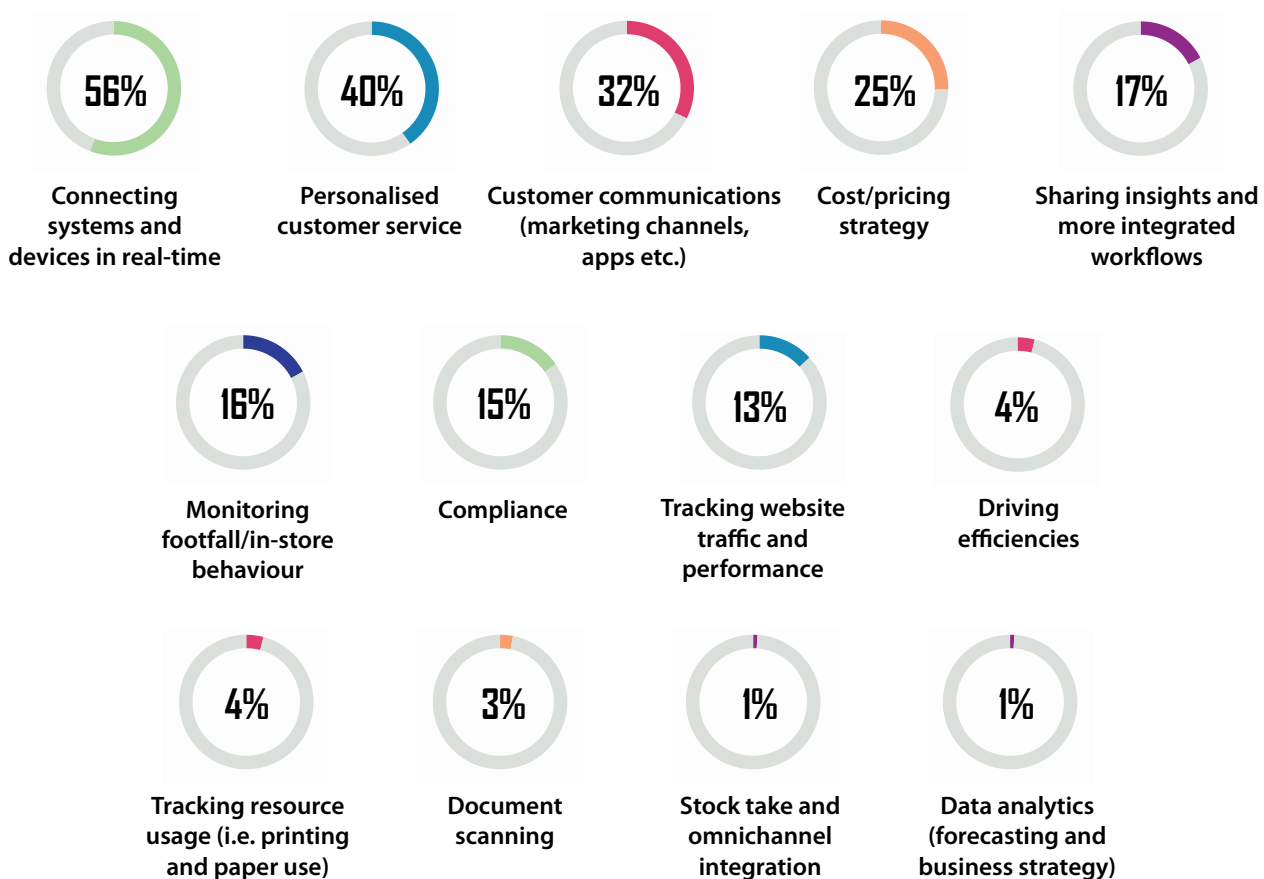 56%
40%
32%
25%
17%
Connecting
systems and
devices in real-time
Personalised
customer service
Customer communications
(marketing channels,
apps etc.)
Cost/pricing
strategy
Sharing insights and
more integrated
workflows
16%
15%
13%
4%
Monitoring
footfall/in-store
behaviour
Compliance
Tracking website
traffic and
performance
Driving
efficiencies
4%
3%
1%
1%
Tracking resource
usage (i.e. printing
and paper use)
Document
scanning
Stock take and
omnichannel
integration
Data analytics
(forecasting and
business strategy)